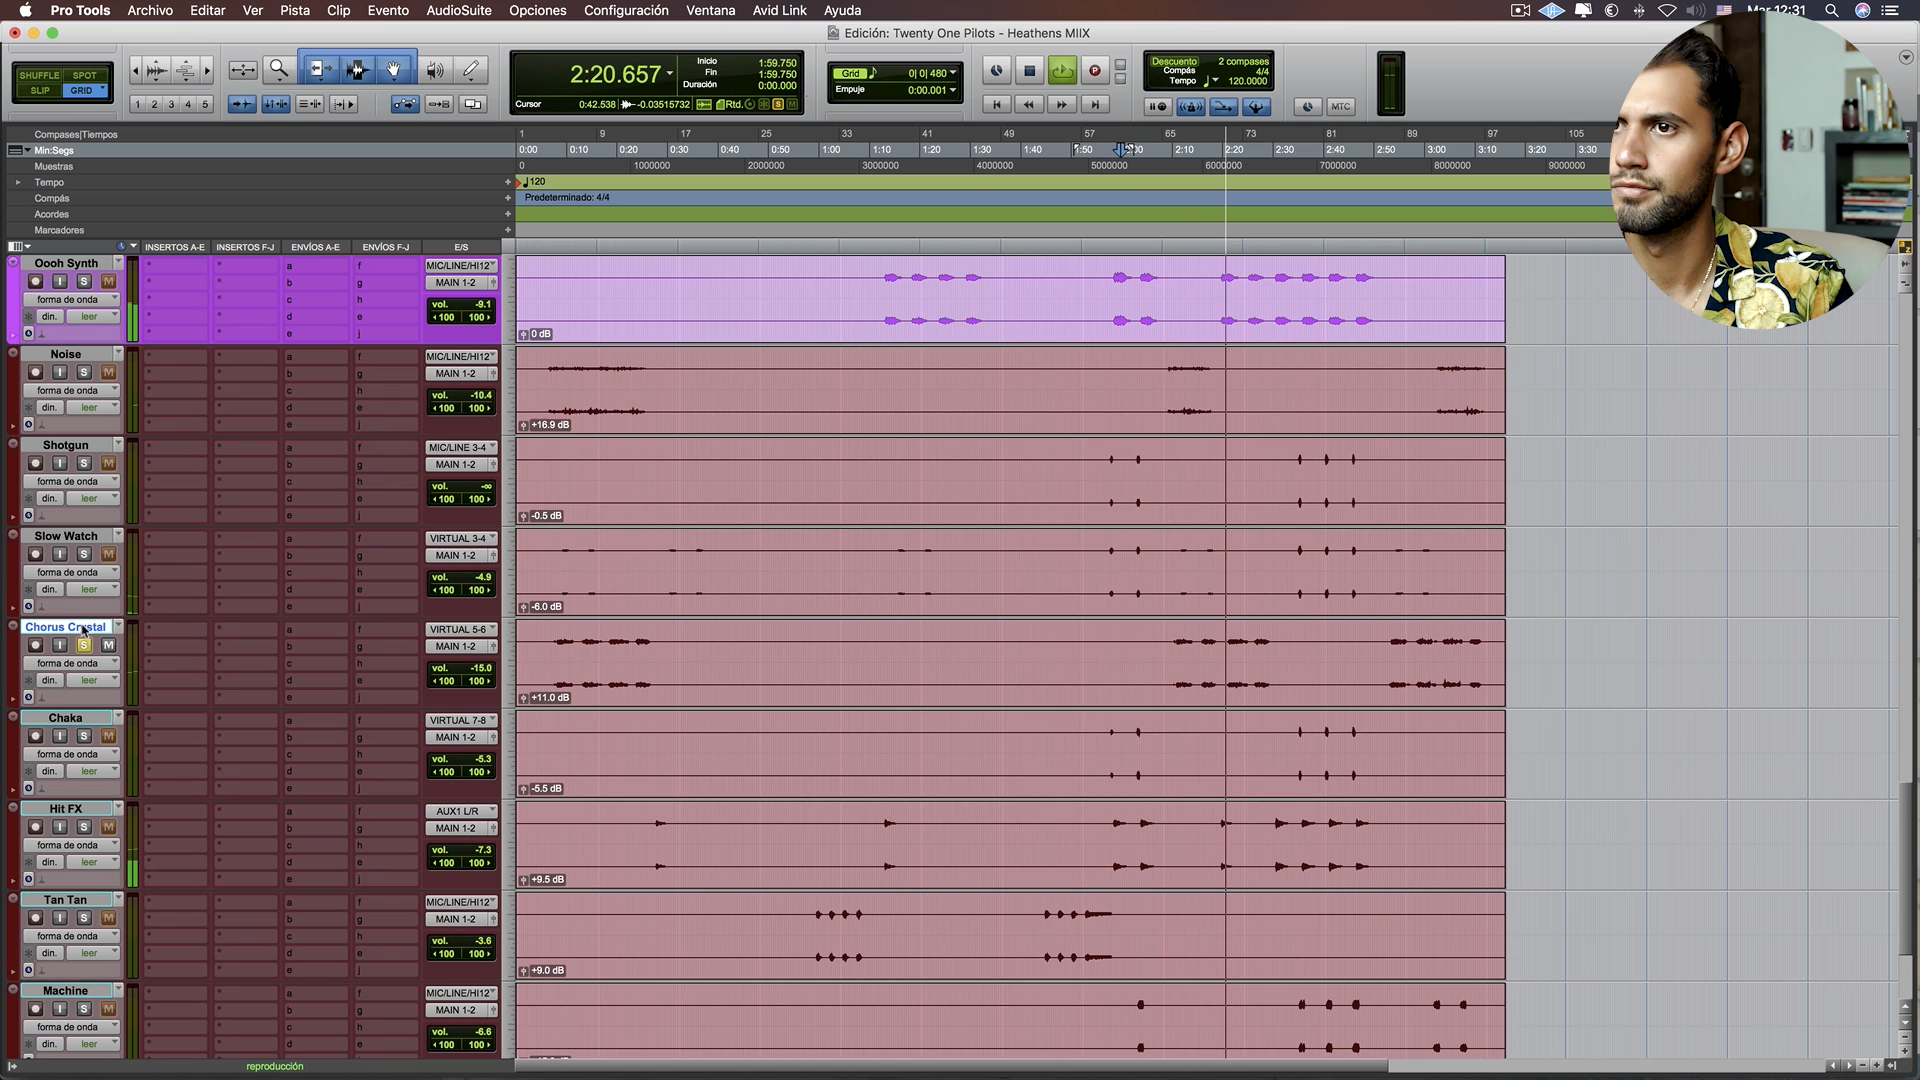 Pro Tools Archivo Editar Ver Pista Clip Evento AudioSuite Opciones Configuración Ventana Avid Link Ayuda Mar 12:31
Edición: Twenty One Pilots - Heathens MIIX
SHUFFLE SPOT
SLIP GRID
1 2 3 4 5
2:20.657
Inicio 1:59.750
Fin 1:59.750
Duración 0:00.000
Cursor 0:42.538 -0.03515732 Rtd. S M
Grid 0| 0| 480
Empuje 0:00.001
P
Descuento 2 compases
Compás 4/4
Tempo 120.0000
MTC
Compases|Tiempos 1 9 17 25 33 41 49 57 65 73 81 89 97 105
Min:Segs 0:00 0:10 0:20 0:30 0:40 0:50 1:00 1:10 1:20 1:30 1:40 1:50 2:00 2:10 2:20 2:30 2:40 2:50 3:00 3:10 3:20 3:30
Muestras 0 1000000 2000000 3000000 4000000 5000000 6000000 7000000 8000000 9000000
Tempo + 120
Compás + Predeterminado: 4/4
Acordes +
Marcadores +
INSERTOS A-E INSERTOS F-J ENVÍOS A-E ENVÍOS F-J E/S
Oooh Synth a f MIC/LINE/HI12
I S M b g MAIN 1-2
forma de onda c h vol. -9.1
din. leer d e 100 100
e j 0 dB
Noise a f MIC/LINE/HI12
I S M b g MAIN 1-2
forma de onda c h vol. -10.4
din. leer d e 100 100
e j +16.9 dB
Shotgun a f MIC/LINE 3-4
I S M b g MAIN 1-2
forma de onda c h vol. -∞
din. leer d e 100 100
e j -0.5 dB
Slow Watch a f VIRTUAL 3-4
I S M b g MAIN 1-2
forma de onda c h vol. -4.9
din. leer d e 100 100
e j -6.0 dB
Chorus Crystal a f VIRTUAL 5-6
I S M b g MAIN 1-2
forma de onda c h vol. -15.0
din. leer d e 100 100
e j +11.0 dB
Chaka a f VIRTUAL 7-8
I S M b g MAIN 1-2
forma de onda c h vol. -5.3
din. leer d e 100 100
e j -5.5 dB
Hit FX a f AUX1 L/R
I S M b g MAIN 1-2
forma de onda c h vol. -7.3
din. leer d e 100 100
e j +9.5 dB
Tan Tan a f MIC/LINE/HI12
I S M b g MAIN 1-2
forma de onda c h vol. -3.6
din. leer d e 100 100
e j +9.0 dB
Machine a f MIC/LINE/HI12
I S M b g MAIN 1-2
forma de onda c h vol. -6.6
din. leer d e 100 100
reproducción